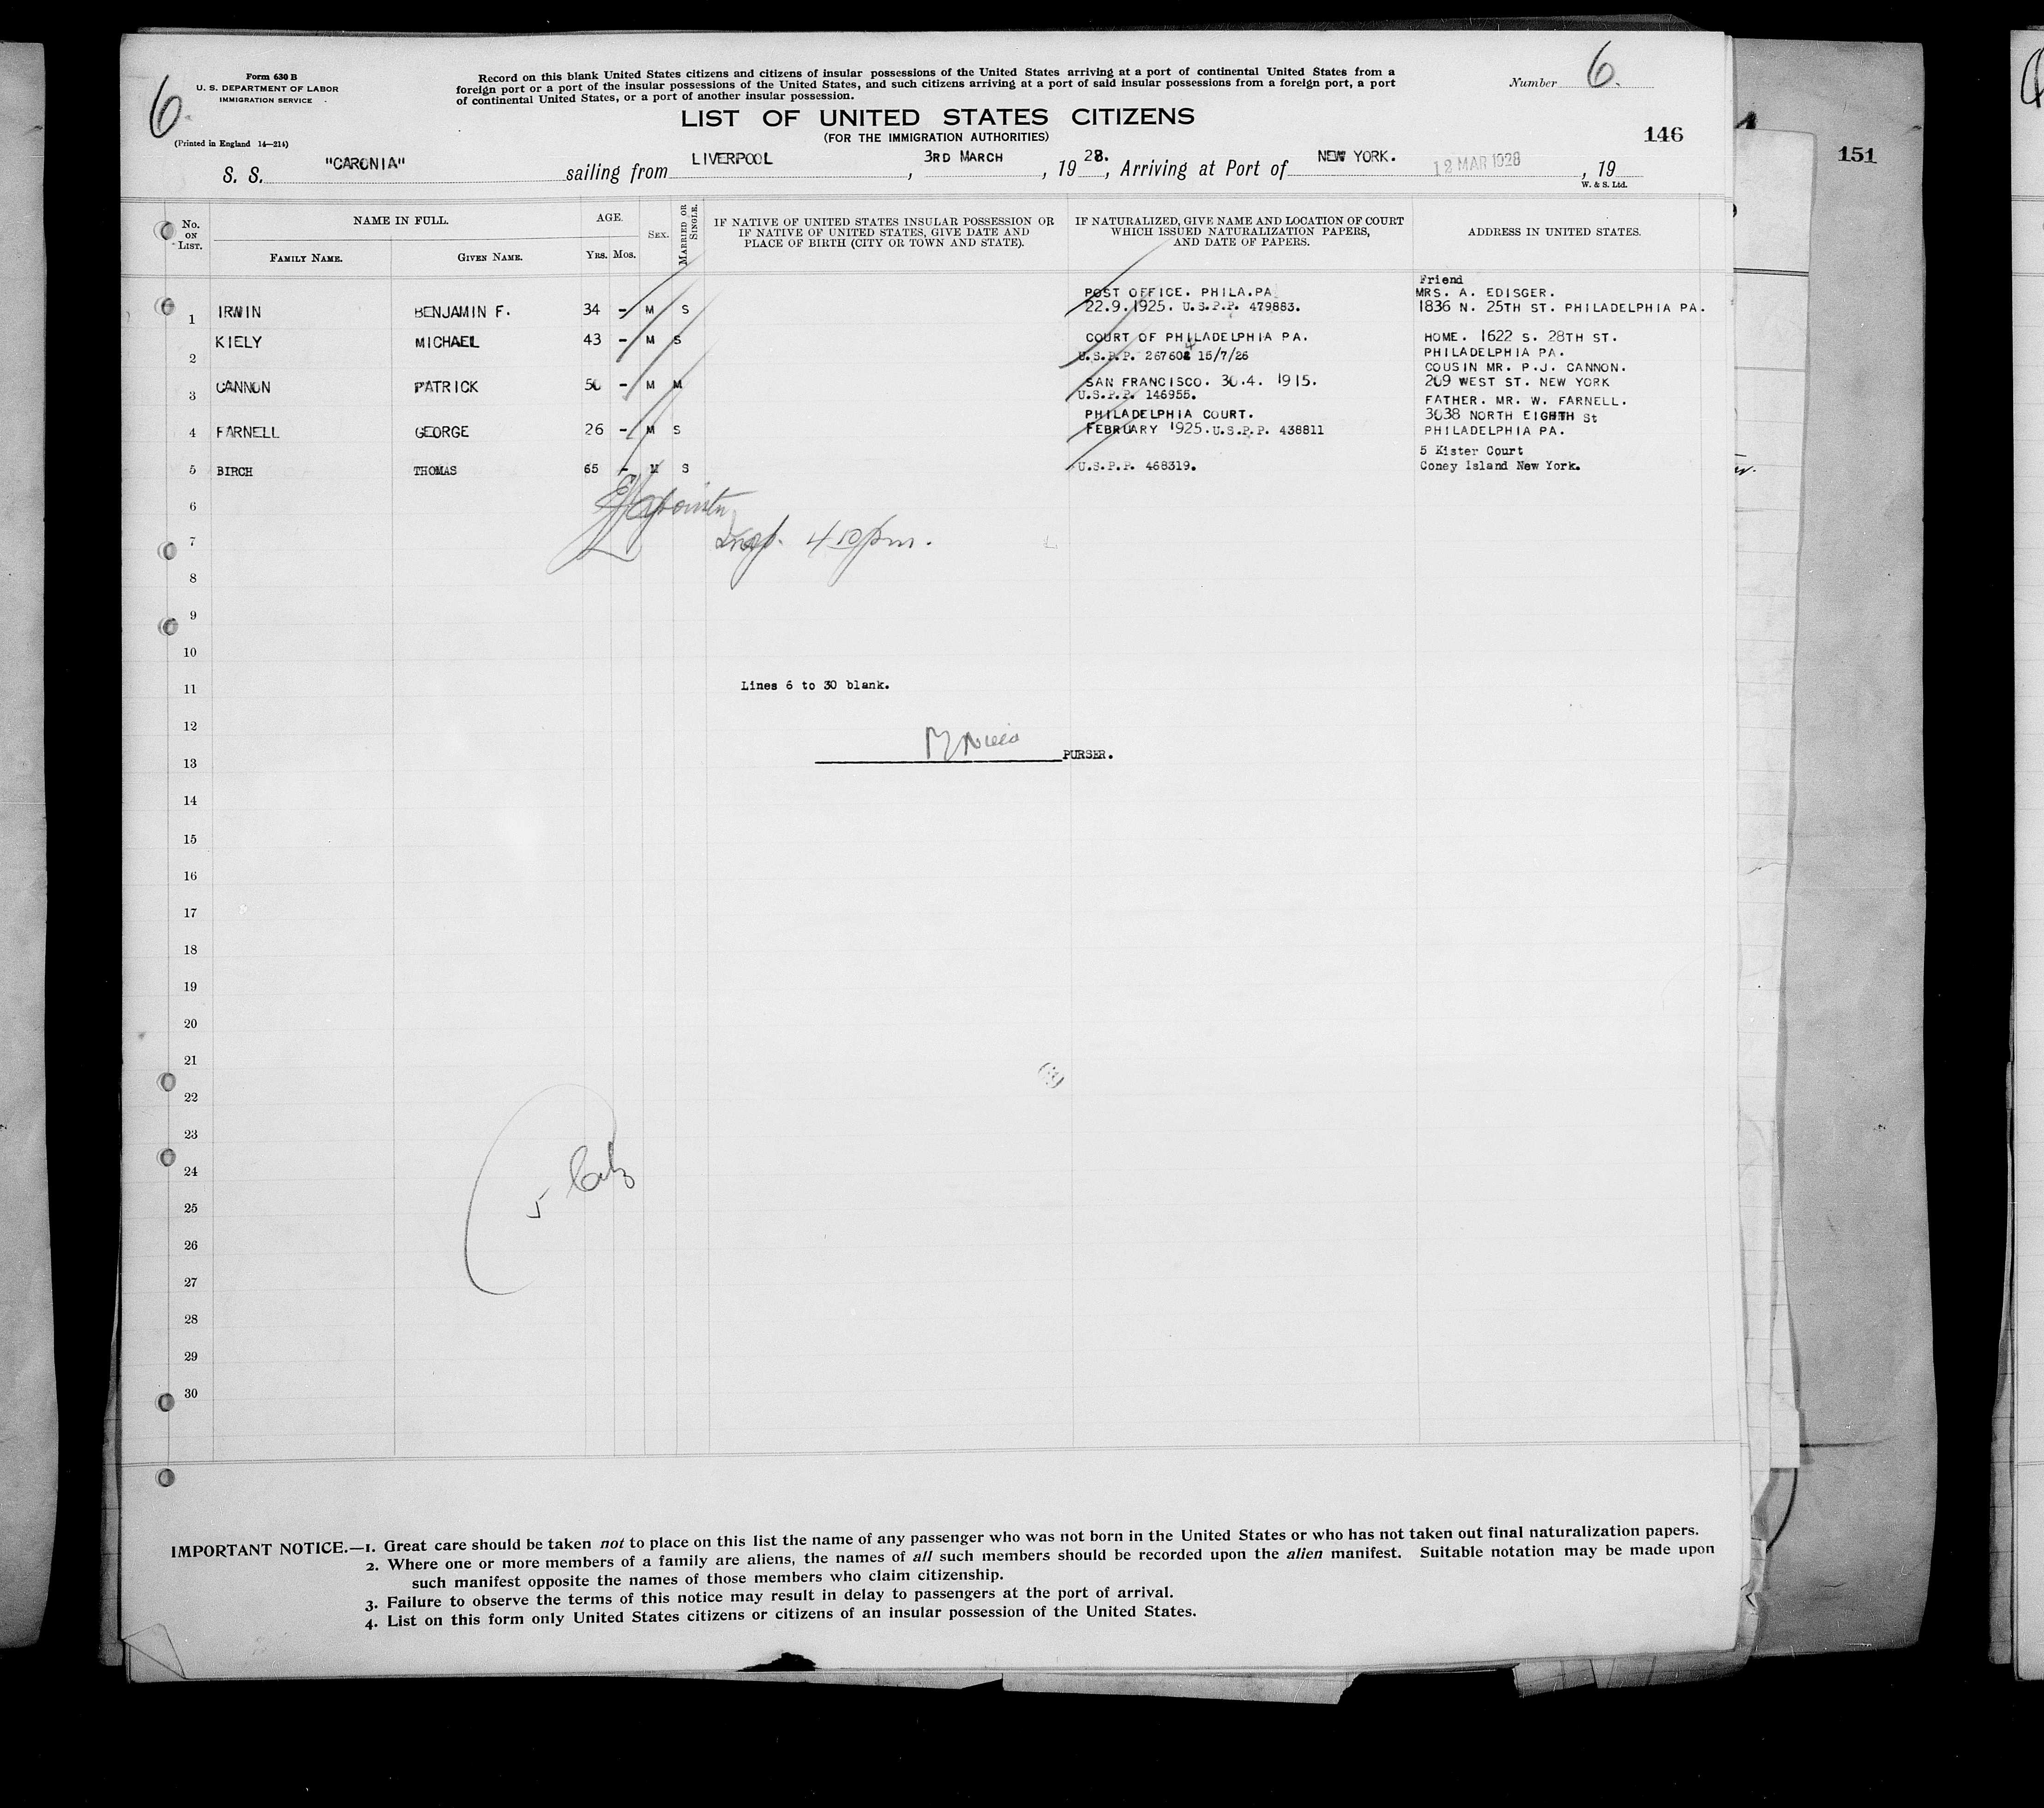 6.
Form 630 B
U. S. DEPARTMENT OF LABOR
IMMIGRATION SERVICE
(Printed in England 14—214)
Record on this blank United States citizens and citizens of insular possessions of the United States arriving at a port of continental United States from a
foreign port or a port of the insular possessions of the United States, and such citizens arriving at a port of said insular possessions from a foreign port, a port
of continental United States, or a port of another insular possession.
Number 6.
LIST OF UNITED STATES CITIZENS
(FOR THE IMMIGRATION AUTHORITIES)
146
151
S. S. "CARONIA" sailing from LIVERPOOL, 3RD MARCH, 1928., Arriving at Port of NEW YORK. 12 MAR 1928, 19
W. & S. Ltd.
No. ON LIST.
NAME IN FULL.
FAMILY NAME.
GIVEN NAME.
AGE.
YRS. MOS.
SEX.
MARRIED OR SINGLE.
IF NATIVE OF UNITED STATES INSULAR POSSESSION OR
IF NATIVE OF UNITED STATES, GIVE DATE AND
PLACE OF BIRTH (CITY OR TOWN AND STATE).
IF NATURALIZED, GIVE NAME AND LOCATION OF COURT
WHICH ISSUED NATURALIZATION PAPERS,
AND DATE OF PAPERS.
ADDRESS IN UNITED STATES.
Friend
POST OFFICE. PHILA.PA MRS. A. EDISGER.
1 IRWIN BENJAMIN F. 34 - M S 22.9.1925. U.S.P.P. 479883. 1836 N. 25TH ST. PHILADELPHIA PA.
KIELY MICHAEL 43 - M S COURT OF PHILADELPHIA PA. HOME. 1622 S. 28TH ST.
2 U.S.P.P. 267604 15/7/26 PHILADELPHIA PA.
COUSIN MR. P.J. CANNON.
3 CANNON PATRICK 50 - M M SAN FRANCISCO. 30.4. 1915. 209 WEST ST. NEW YORK
U.S.P.P. 146955. FATHER. MR. W. FARNELL.
PHILADELPHIA COURT. 3038 NORTH EIGHTH St
4 FARNELL GEORGE 26 - M S FEBRUARY 1925. U.S.P.P. 438811 PHILADELPHIA PA.
5 Kister Court
5 BIRCH THOMAS 65 - M S U.S.P.P. 468319. Coney Island New York.
6
7 Insp. 4 50 pm.
8
9
10
11 Lines 6 to 30 blank.
12
13 PURSER.
14
15
16
17
18
19
20
21
22
23
24
25 5
26
27
28
29
30
IMPORTANT NOTICE.—1. Great care should be taken not to place on this list the name of any passenger who was not born in the United States or who has not taken out final naturalization papers.
2. Where one or more members of a family are aliens, the names of all such members should be recorded upon the alien manifest. Suitable notation may be made upon
such manifest opposite the names of those members who claim citizenship.
3. Failure to observe the terms of this notice may result in delay to passengers at the port of arrival.
4. List on this form only United States citizens or citizens of an insular possession of the United States.